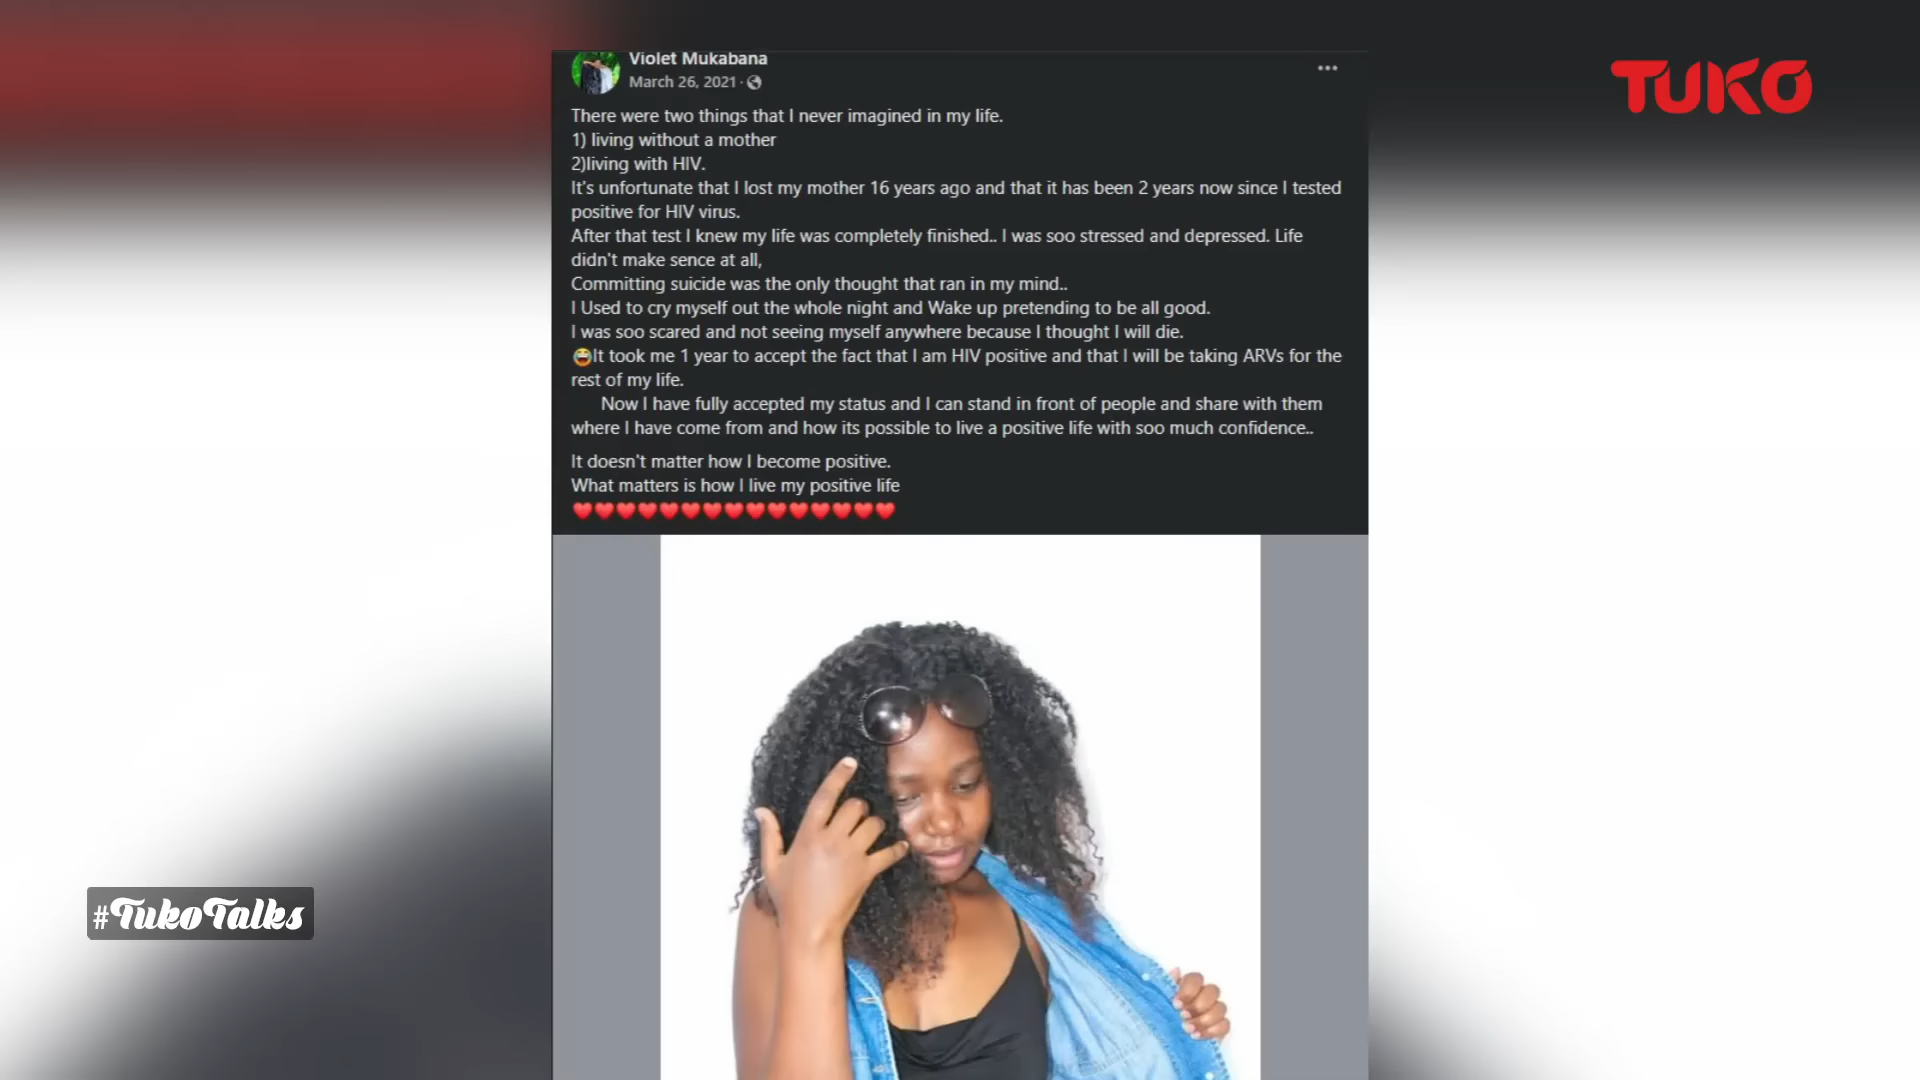 Violet Mukabana
March 26, 2021 ·
TUKO
There were two things that I never imagined in my life.
1) living without a mother
2)living with HIV.
It's unfortunate that I lost my mother 16 years ago and that it has been 2 years now since I tested
positive for HIV virus.
After that test I knew my life was completely finished.. I was soo stressed and depressed. Life
didn't make sence at all,
Committing suicide was the only thought that ran in my mind..
I Used to cry myself out the whole night and Wake up pretending to be all good.
I was soo scared and not seeing myself anywhere because I thought I will die.
😂It took me 1 year to accept the fact that I am HIV positive and that I will be taking ARVs for the
rest of my life.
Now I have fully accepted my status and I can stand in front of people and share with them
where I have come from and how its possible to live a positive life with soo much confidence..
It doesn't matter how I become positive.
What matters is how I live my positive life
❤❤❤❤❤❤❤❤❤❤❤❤❤❤❤
#TukoTalks